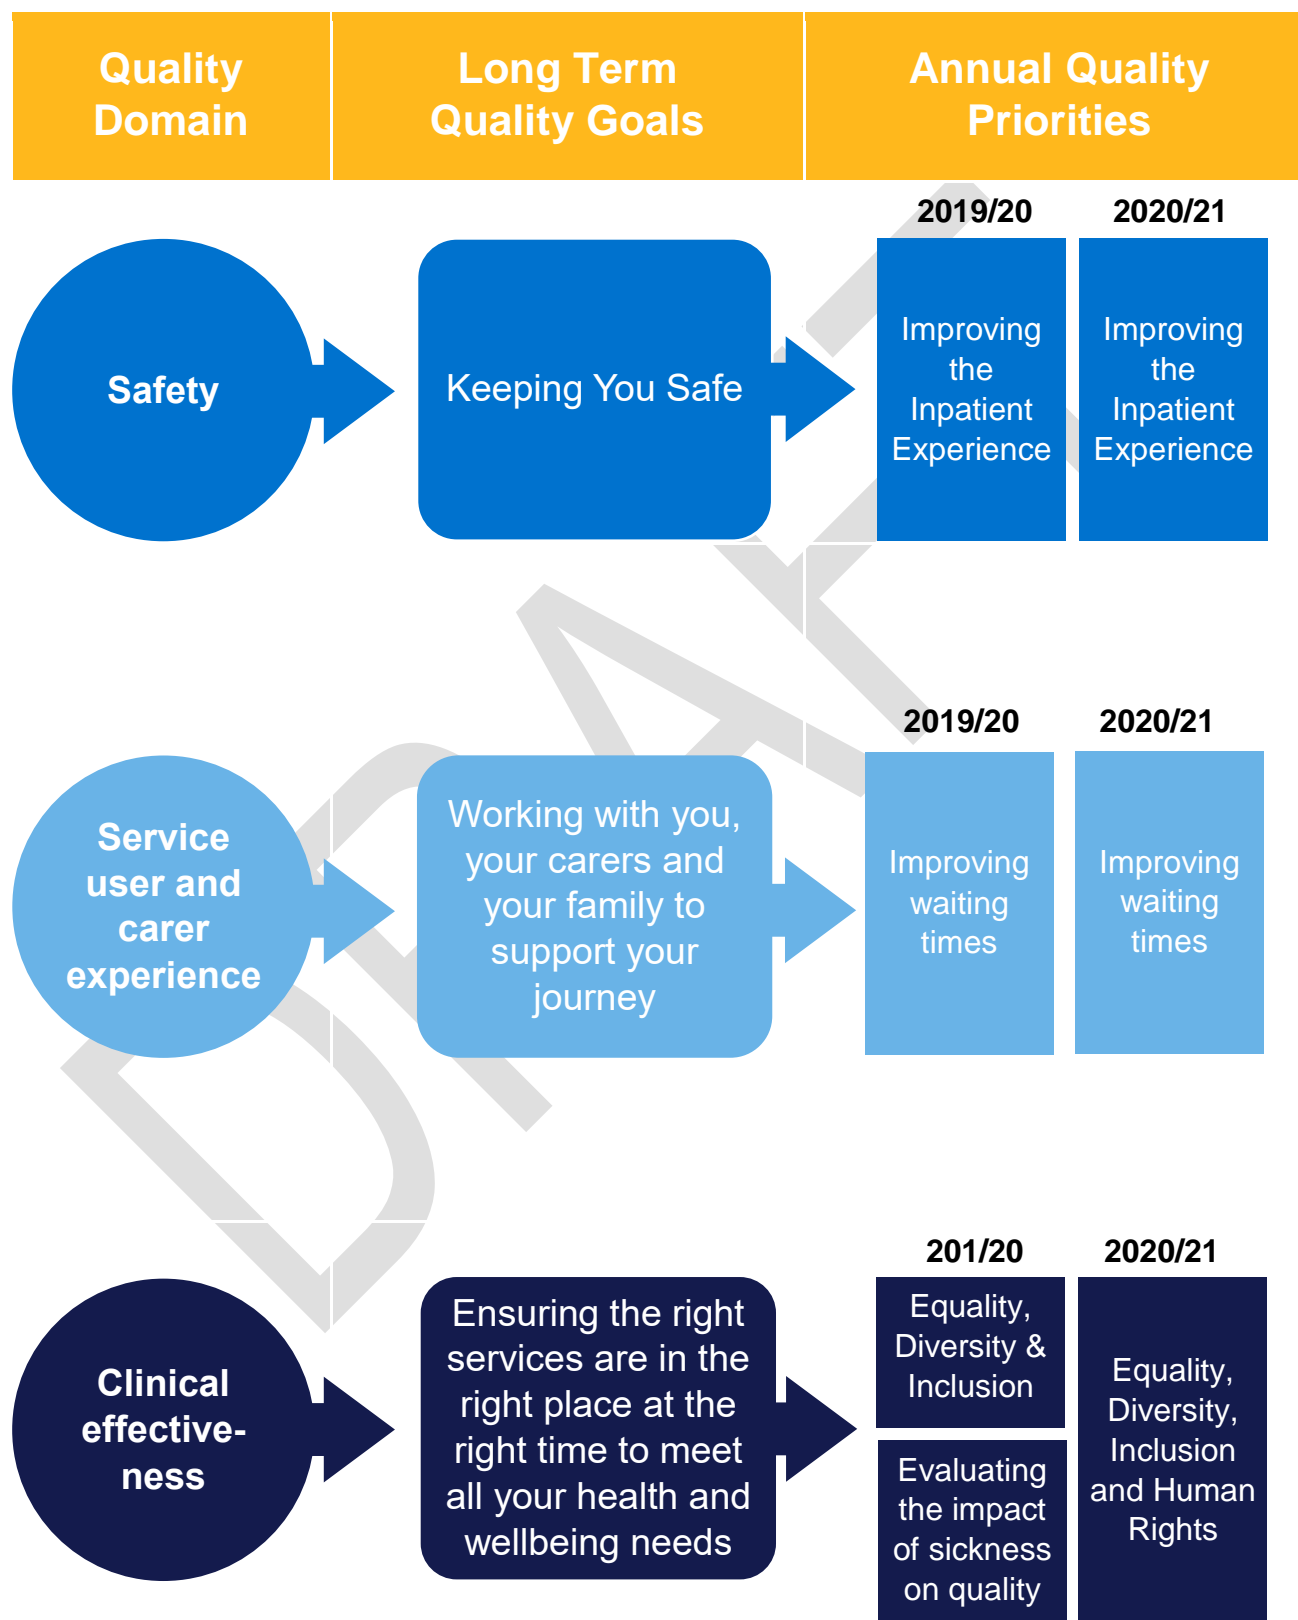 Quality
Domain
Long Term
Quality Goals
Annual Quality
Priorities
2019/20
2020/21
Safety
Keeping You Safe
Improving
the
Inpatient
Experience
Improving
the
Inpatient
Experience
2019/20
2020/21
Service
user and
carer
experience
Working with you,
your carers and
your family to
support your
journey
Improving
waiting
times
Improving
waiting
times
201/20
2020/21
Clinical
effective-
ness
Ensuring the right
services are in the
right place at the
right time to meet
all your health and
wellbeing needs
Equality,
Diversity &
Inclusion
Evaluating
the impact
of sickness
on quality
Equality,
Diversity,
Inclusion
and Human
Rights
DRAFT